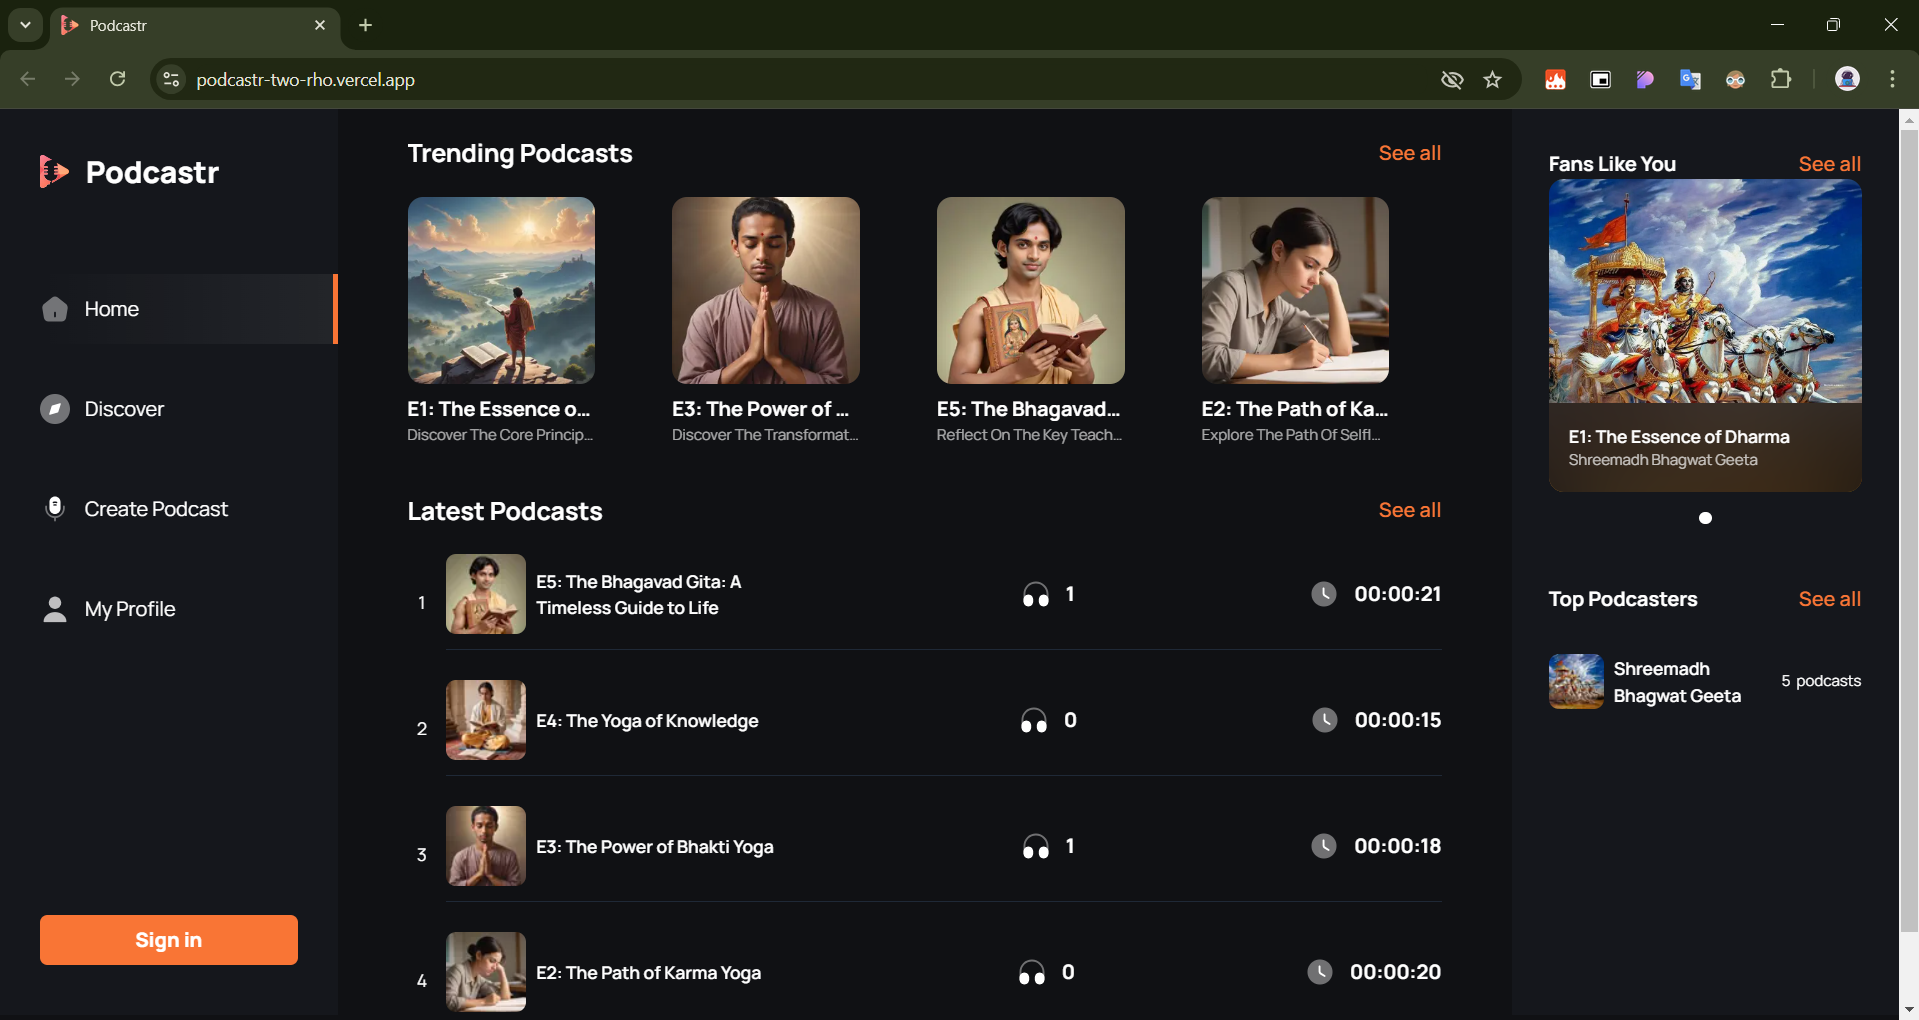 Podcastr
podcastr-two-rho.vercel.app
Podcastr
Home
Discover
Create Podcast
My Profile
Sign in
Trending Podcasts
See all
E1: The Essence o...
Discover The Core Princip...
E3: The Power of ...
Discover The Transformat...
E5: The Bhagavad...
Reflect On The Key Teach...
E2: The Path of Ka...
Explore The Path Of Selfl...
Latest Podcasts
See all
1
E5: The Bhagavad Gita: A
Timeless Guide to Life
1
00:00:21
2
E4: The Yoga of Knowledge
0
00:00:15
3
E3: The Power of Bhakti Yoga
1
00:00:18
4
E2: The Path of Karma Yoga
0
00:00:20
Fans Like You
See all
E1: The Essence of Dharma
Shreemadh Bhagwat Geeta
Top Podcasters
See all
Shreemadh
Bhagwat Geeta
5 podcasts